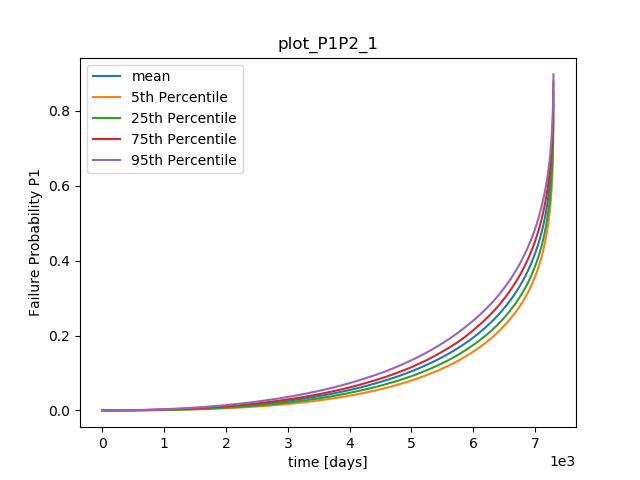 plot_P1P2_1
mean
5th Percentile
25th Percentile
75th Percentile
95th Percentile
Failure Probability P1
0.8
0.6
0.4
0.2
0.0
0 1 2 3 4 5 6 7
1e3
time [days]